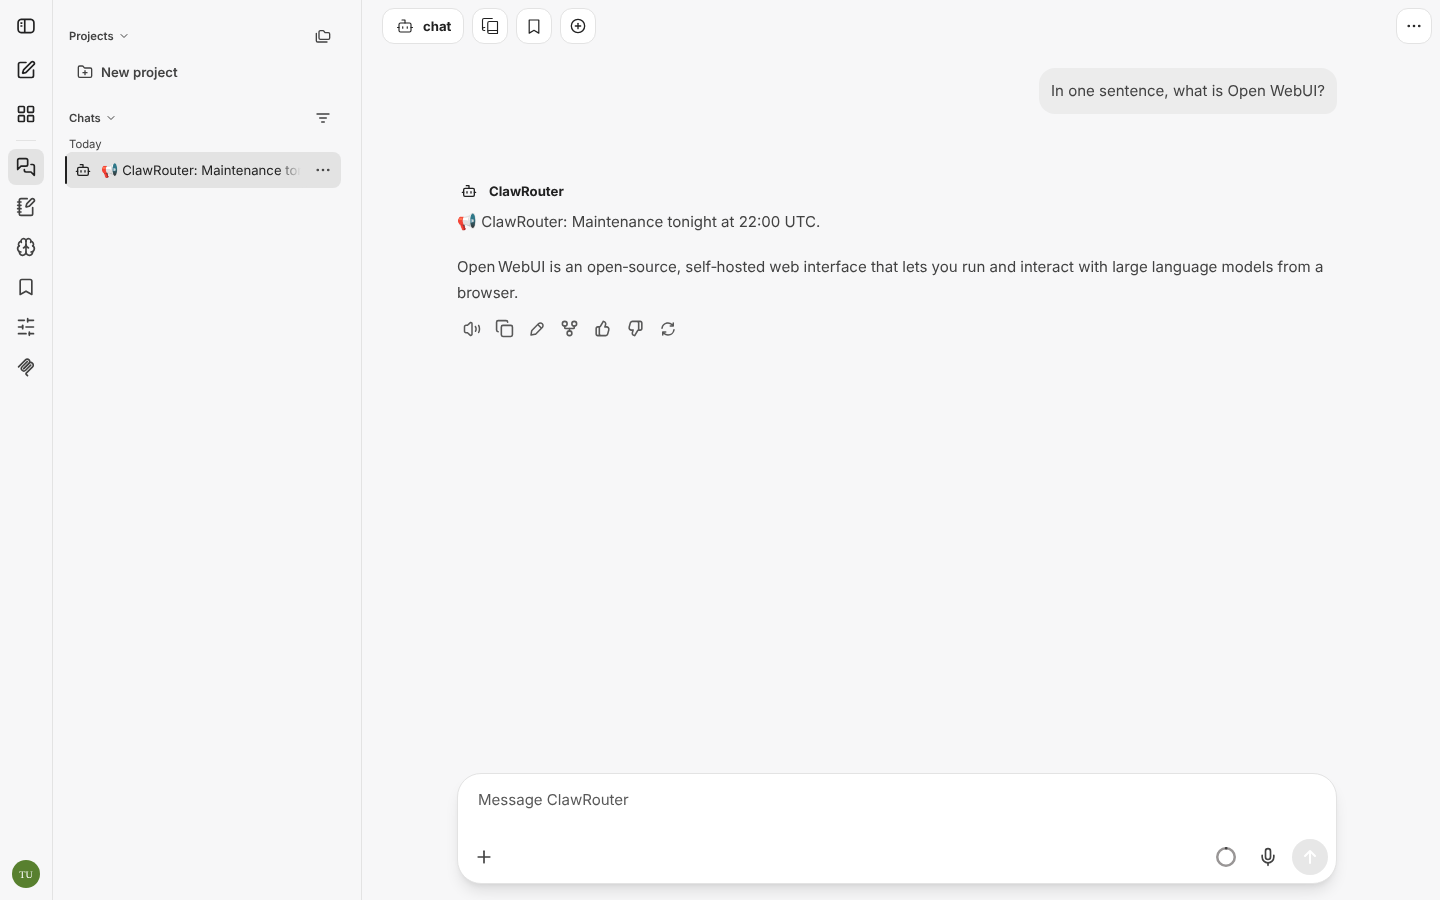 Projects
New project
Chats
Today
📢 ClawRouter: Maintenance to
TU
chat
In one sentence, what is Open WebUI?
ClawRouter
📢 ClawRouter: Maintenance tonight at 22:00 UTC.
Open WebUI is an open-source, self-hosted web interface that lets you run and interact with large language models from a
browser.
Message ClawRouter